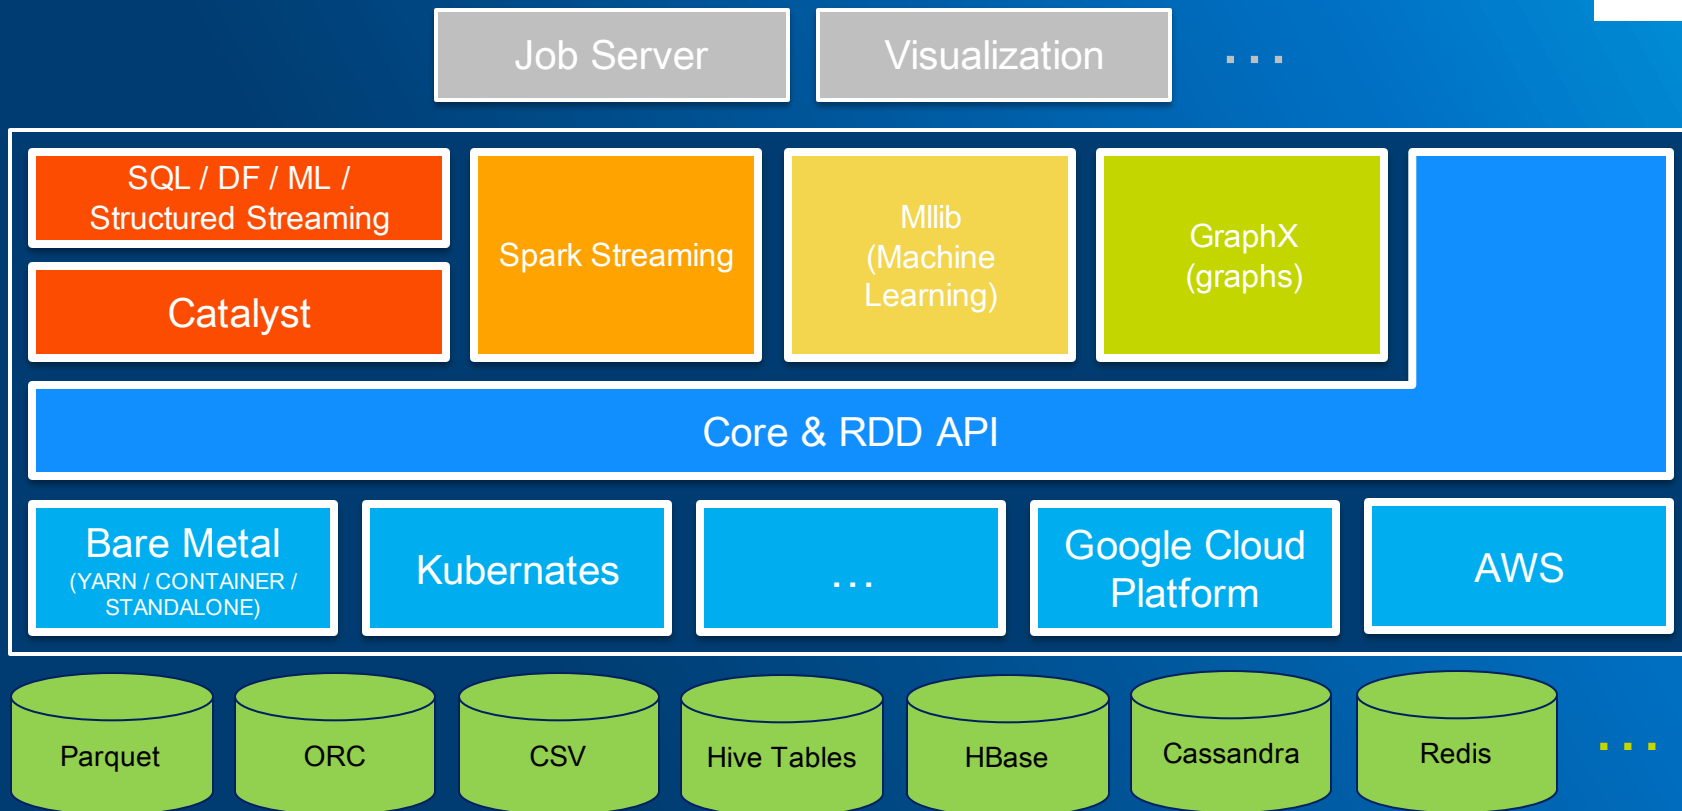 Job Server
Visualization
...
SQL / DF / ML /
Structured Streaming
Catalyst
Spark Streaming
Mllib
(Machine
Learning)
GraphX
(graphs)
Core & RDD API
Bare Metal
(YARN / CONTAINER /
STANDALONE)
Kubernates
...
Google Cloud
Platform
AWS
Parquet
ORC
CSV
Hive Tables
HBase
Cassandra
Redis
...